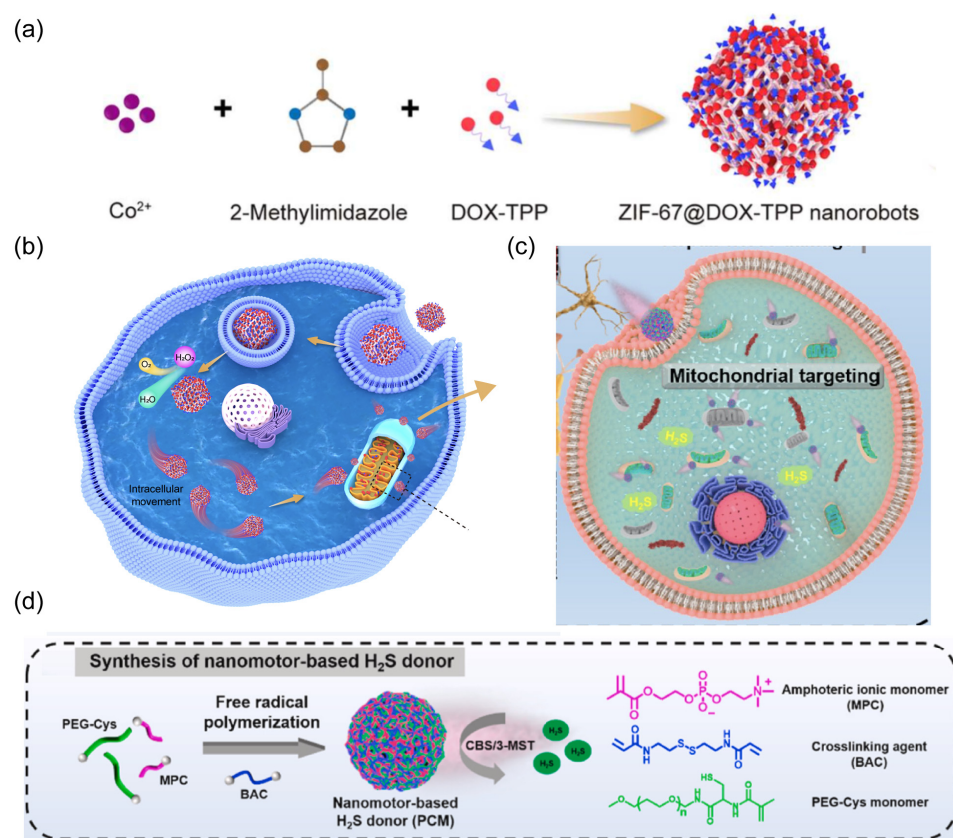 (a)
+
+
Co²⁺
2-Methylimidazole
DOX-TPP
ZIF-67@DOX-TPP nanorobots
(b)
O₂
H₂O₂
H₂O
Intracellular
movement
(c)
Mitochondrial targeting
H₂S
H₂S
H₂S
(d)
Synthesis of nanomotor-based H₂S donor
PEG-Cys
MPC
Free radical
polymerization
BAC
Nanomotor-based
H₂S donor (PCM)
CBS/3-MST
H₂S
H₂S
H₂S
Amphoteric ionic monomer
(MPC)
Crosslinking agent
(BAC)
PEG-Cys monomer
O
O
O
P
O
O
O⁻
N
+
O
N
H
S
S
H
N
O
HS
O
O
n
N
H
O
H
N
O